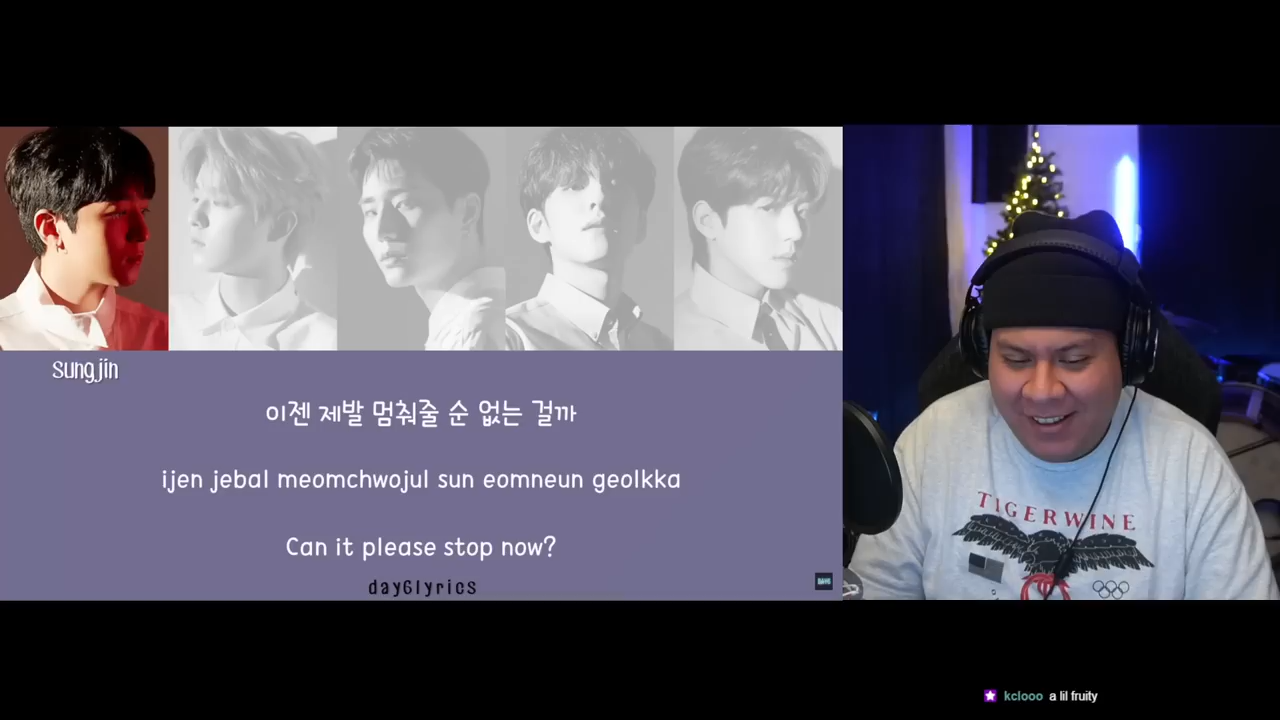 Sungjin
이젠 제발 멈춰줄 순 없는 걸까
ijen jebal meomchwojul sun eomneun geolkka
Can it please stop now?
day6lyrics
DAY6
TIGERWINE
kclooo a lil fruity